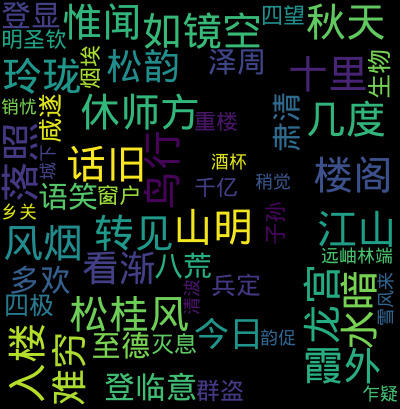 登显
惟闻
如镜空
四望
秋天
明圣钦
玲珑
烟埃
松韵
泽周
十里
生物
销忧
咸遂
休师方
重楼
肃清
几度
落照
城下
话旧
鸟行
酒杯
千亿
稍觉
楼阁
语笑
窗户
乡关
风烟
转见
山明
子孙
江山
远岫林端
多欢
看渐
八荒
兵定
清波
龙宫
水暗
雪风来
四极
松桂风
今日
韵促
入楼
难穷
至德
灭息
霞外
登临意
群盗
乍疑